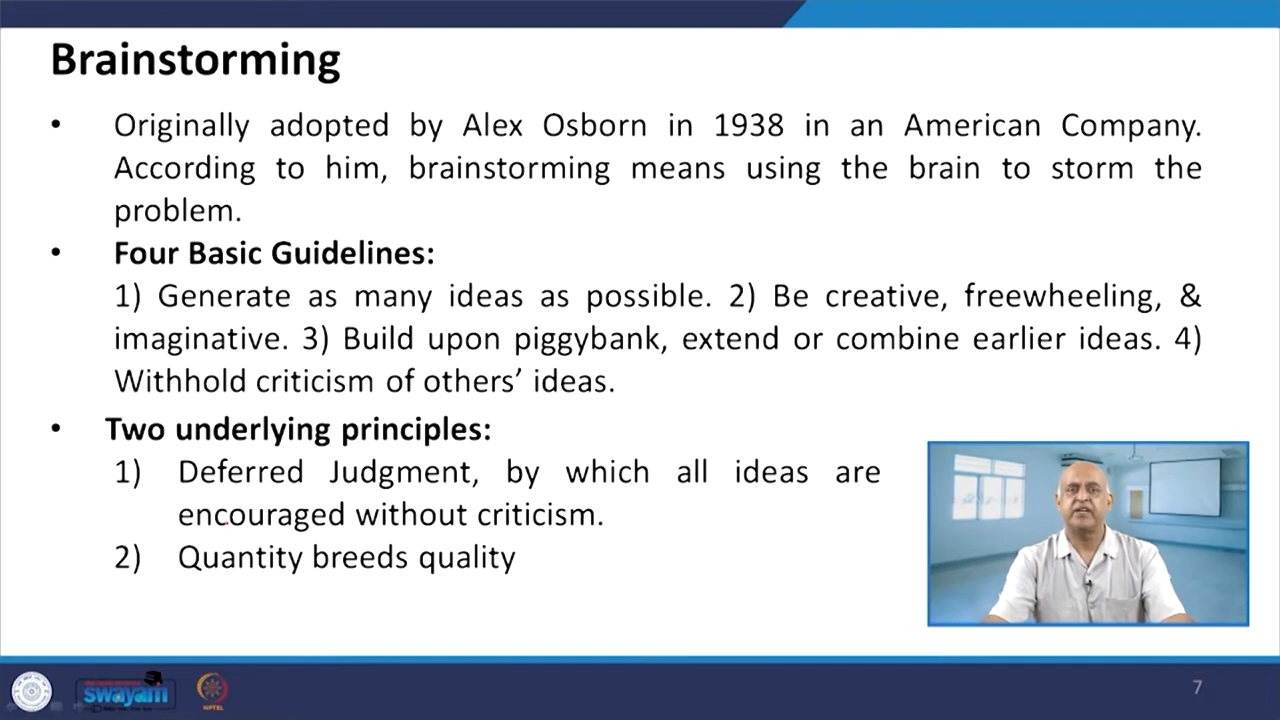 Brainstorming
• Originally adopted by Alex Osborn in 1938 in an American Company.
According to him, brainstorming means using the brain to storm the
problem.
• Four Basic Guidelines:
1) Generate as many ideas as possible. 2) Be creative, freewheeling, &
imaginative. 3) Build upon piggybank, extend or combine earlier ideas. 4)
Withhold criticism of others’ ideas.
• Two underlying principles:
1) Deferred Judgment, by which all ideas are
encouraged without criticism.
2) Quantity breeds quality
swayam
NPTEL
7